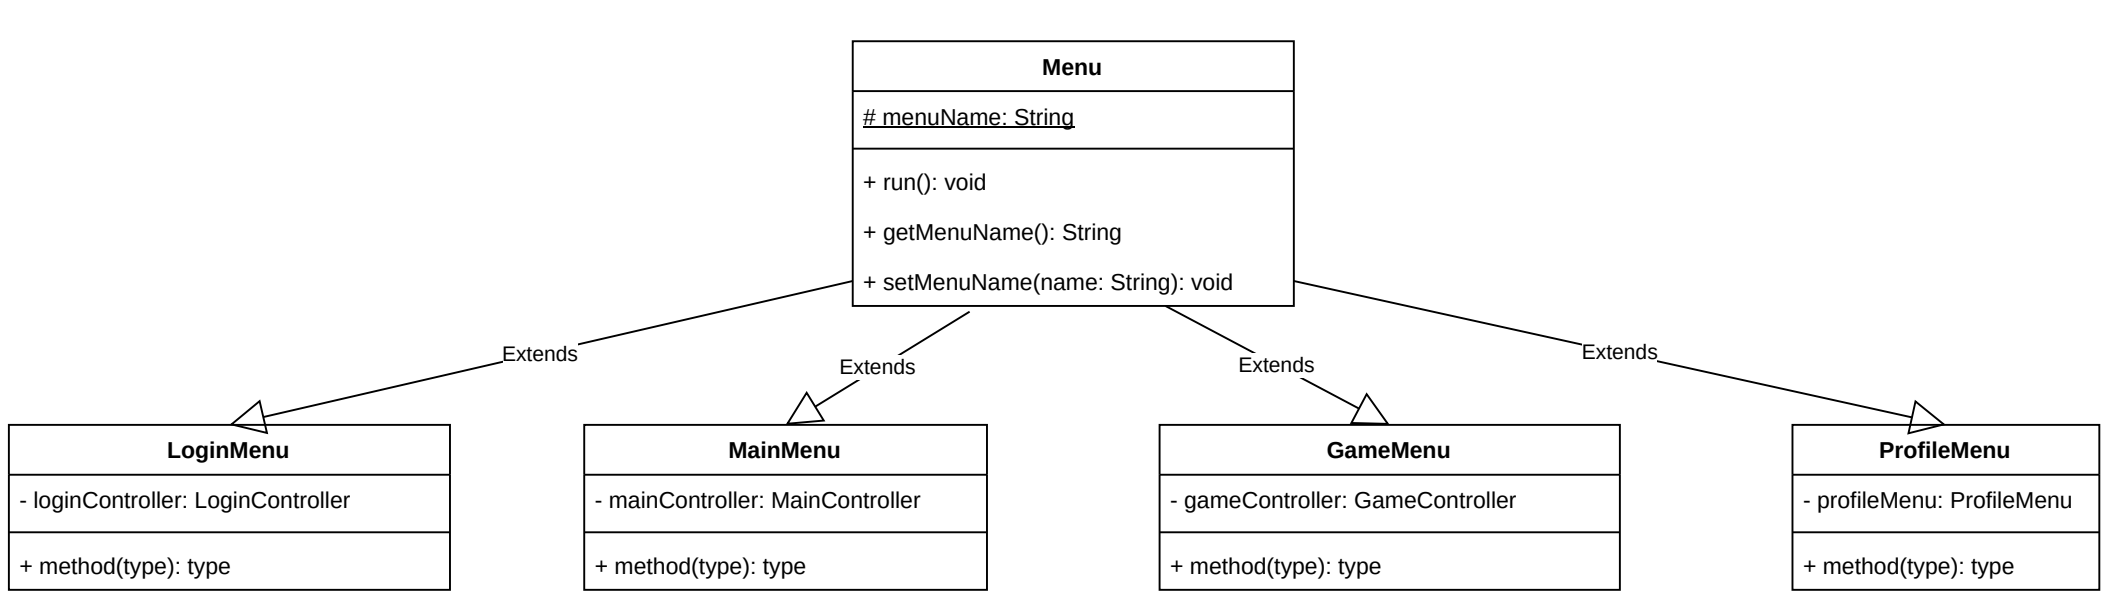 Menu
# menuName: String
+ run(): void
+ getMenuName(): String
+ setMenuName(name: String): void
Extends
Extends
Extends
Extends
LoginMenu
- loginController: LoginController
+ method(type): type
MainMenu
- mainController: MainController
+ method(type): type
GameMenu
- gameController: GameController
+ method(type): type
ProfileMenu
- profileMenu: ProfileMenu
+ method(type): type